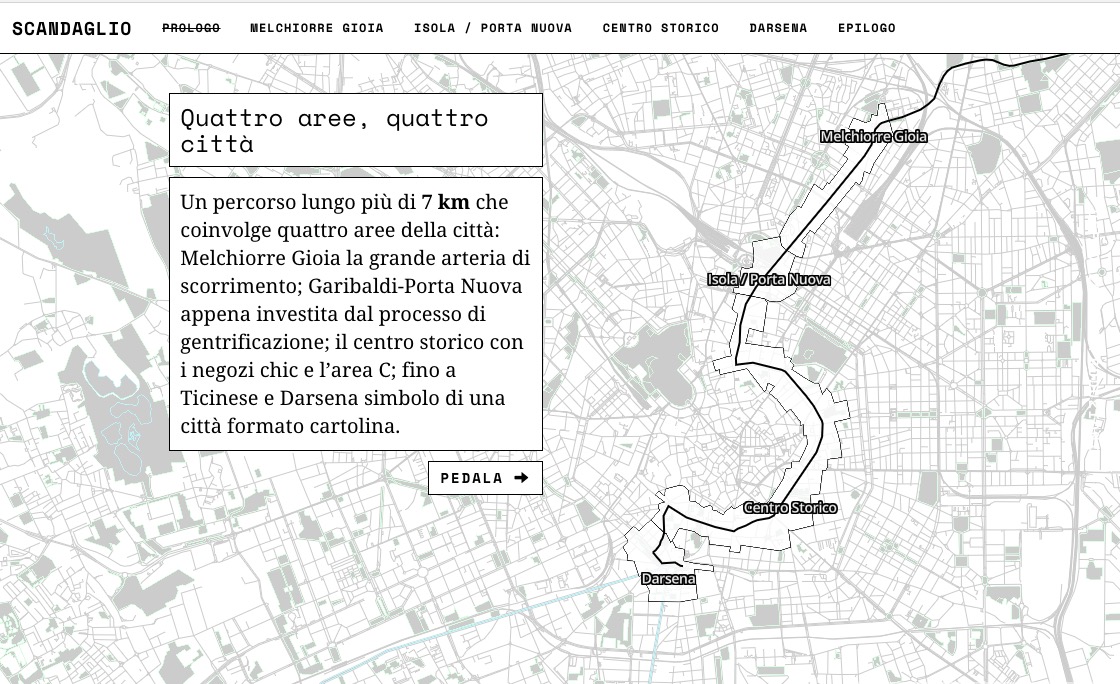 SCANDAGLIO PROLOGO MELCHIORRE GIOIA ISOLA / PORTA NUOVA CENTRO STORICO DARSENA EPILOGO
Quattro aree, quattro
città
Un percorso lungo più di 7 km che
coinvolge quattro aree della città:
Melchiorre Gioia la grande arteria di
scorrimento; Garibaldi-Porta Nuova
appena investita dal processo di
gentrificazione; il centro storico con
i negozi chic e l’area C; fino a
Ticinese e Darsena simbolo di una
città formato cartolina.
PEDALA →
Melchiorre Gioia
Isola / Porta Nuova
Centro Storico
Darsena